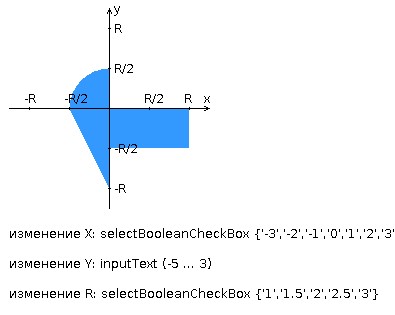 y
R
R/2
-R
-R/2
R/2
R
x
-R/2
-R
изменение X: selectBooleanCheckBox {'-3','-2','-1','0','1','2','3'
изменение Y: inputText (-5 ... 3)
изменение R: selectBooleanCheckBox {'1','1.5','2','2.5','3'}